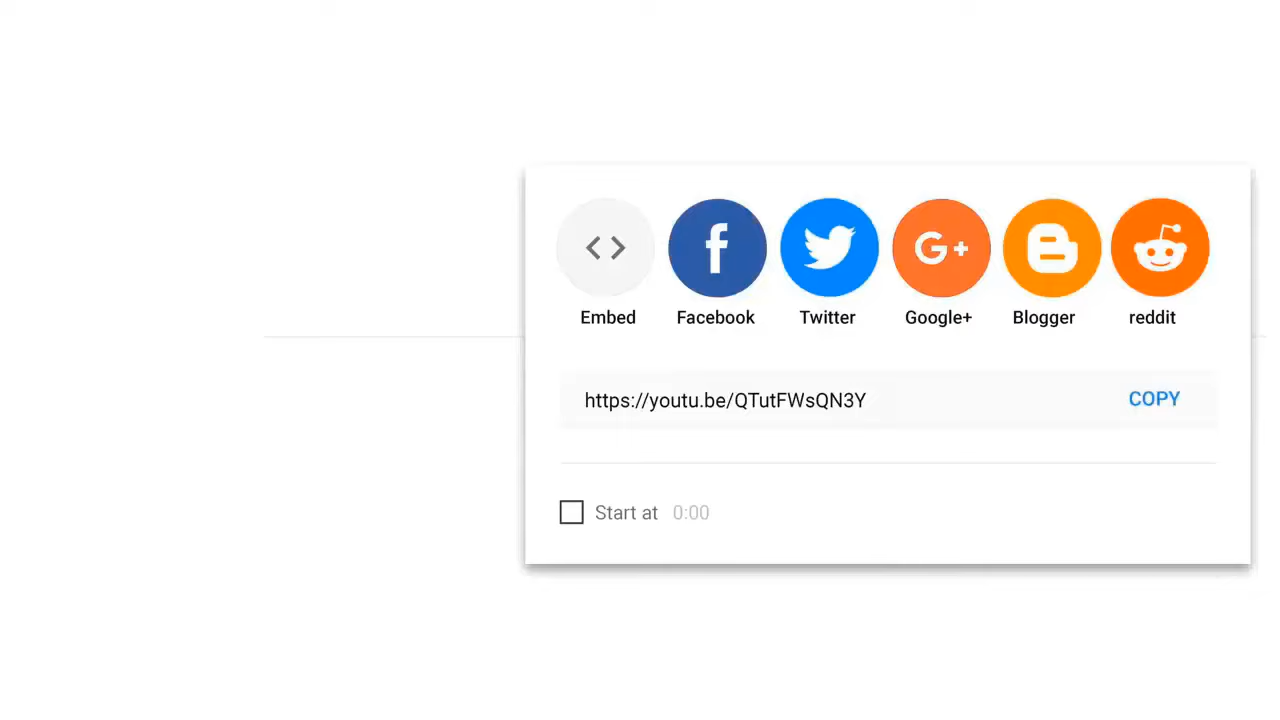 Embed Facebook Twitter Google+ Blogger reddit
https://youtu.be/QTutFWsQN3Y COPY
Start at 0:00